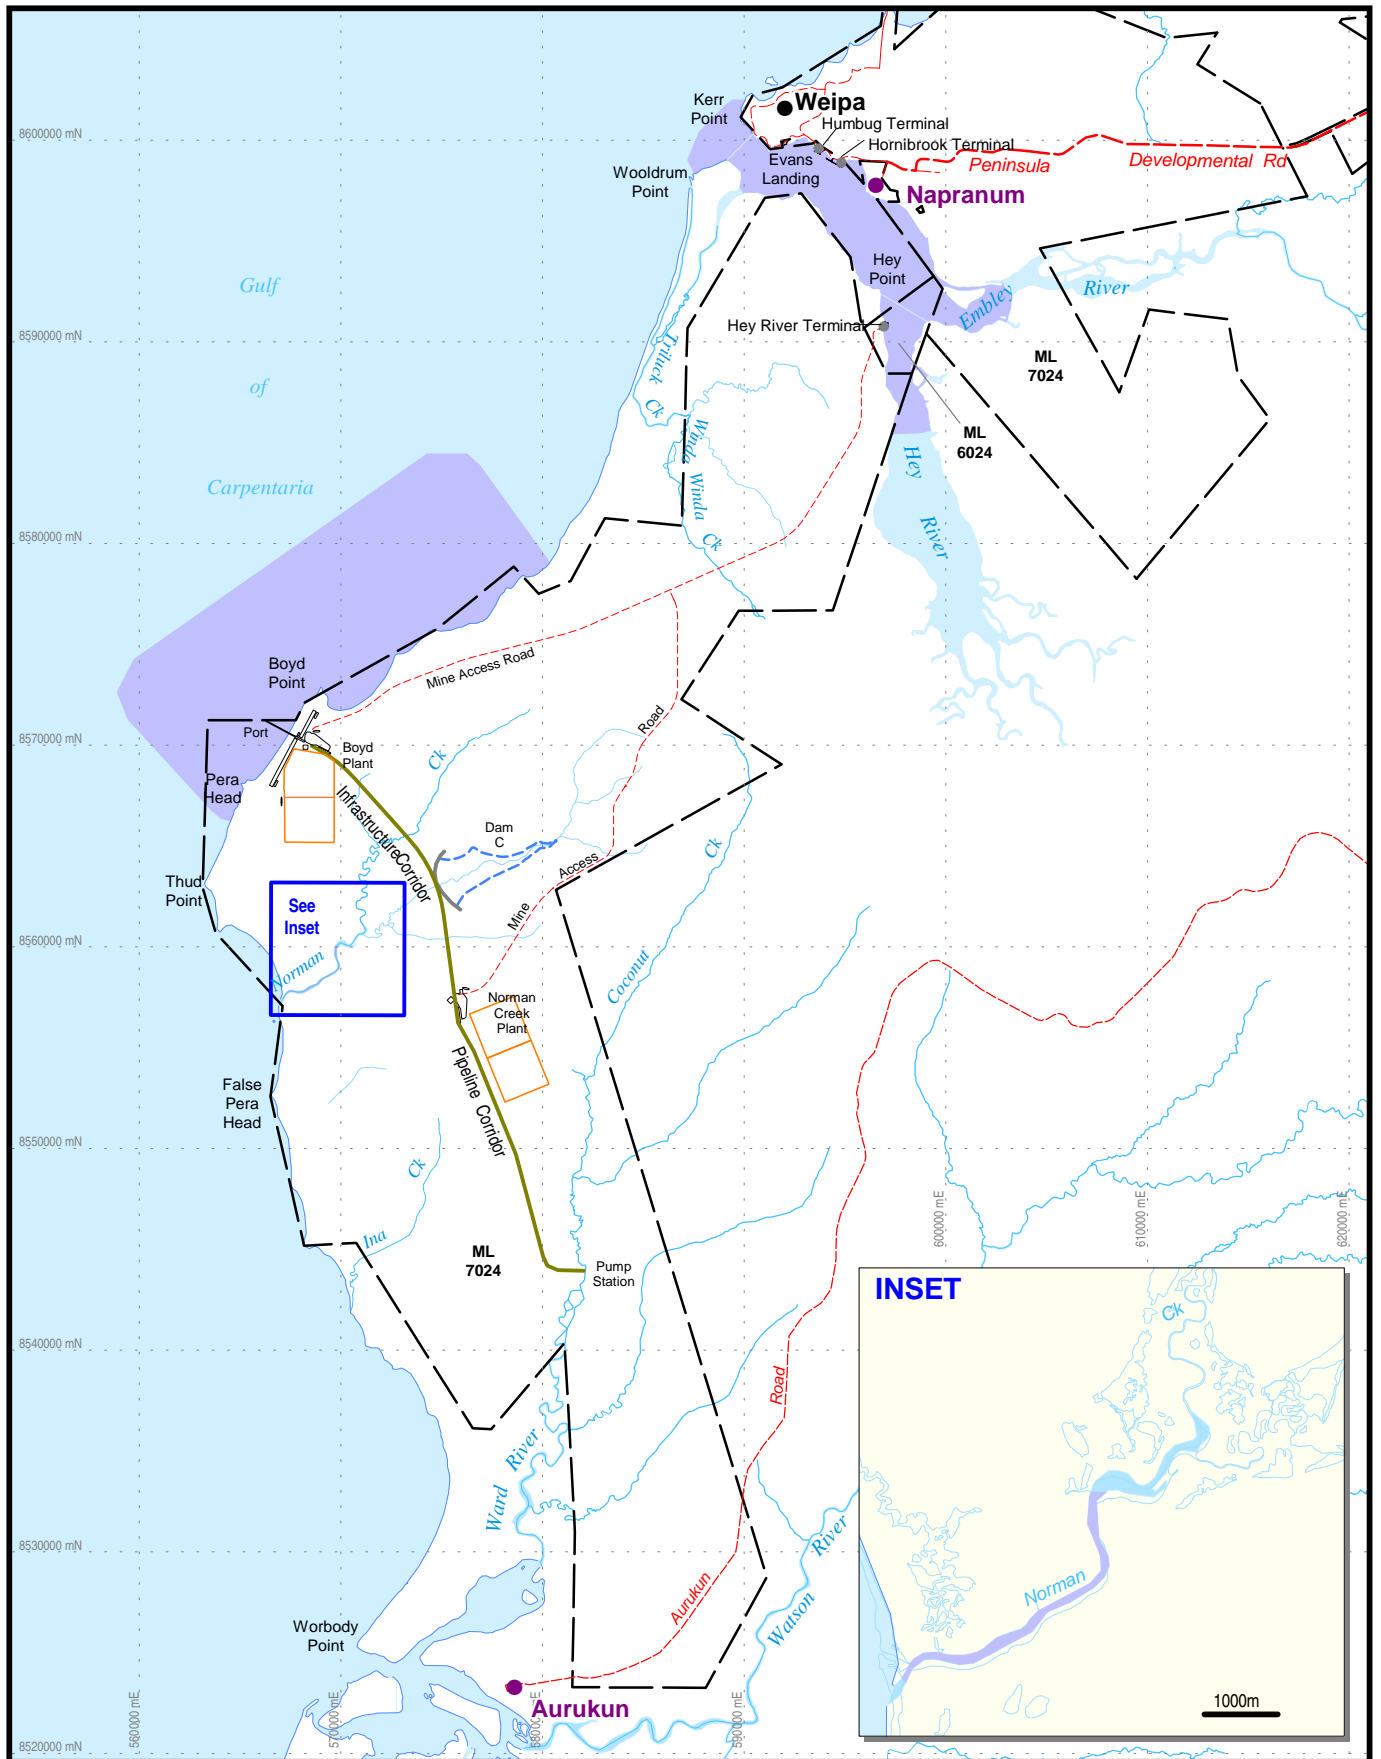 Kerr
Point
Weipa
Humbug Terminal
8600000 mN
Hornibrook Terminal
Evans
Landing
Peninsula
Developmental Rd
Wooldrum
Point
Napranum
Hey
Point
Gulf
River
Embley
Hey River Terminal
8590000 mN
Triluck
Ck
ML
7024
of
Winda
Winda
Ck
ML
6024
Hey
River
Carpentaria
8580000 mN
Mine Access Road
Boyd
Point
Road
Port
8570000 mN
Boyd
Plant
Ck
Pera
Head
Infrastructure Corridor
Dam
C
Ck
Access
Thud
Point
See
Inset
Mine
8560000 mN
Norman
Coconut
Norman
Creek
Plant
Pipeline Corridor
False
Pera
Head
8550000 mN
Ck
Ina
600000 mE
610000 mE
620000 mE
ML
7024
Pump
Station
INSET
Ck
8540000 mN
Road
River
Ward
8530000 mN
River
Aurukun
Watson
Norman
Worbody
Point
560000 mE
570000 mE
590000 mE
Aurukun
1000m
8520000 mN